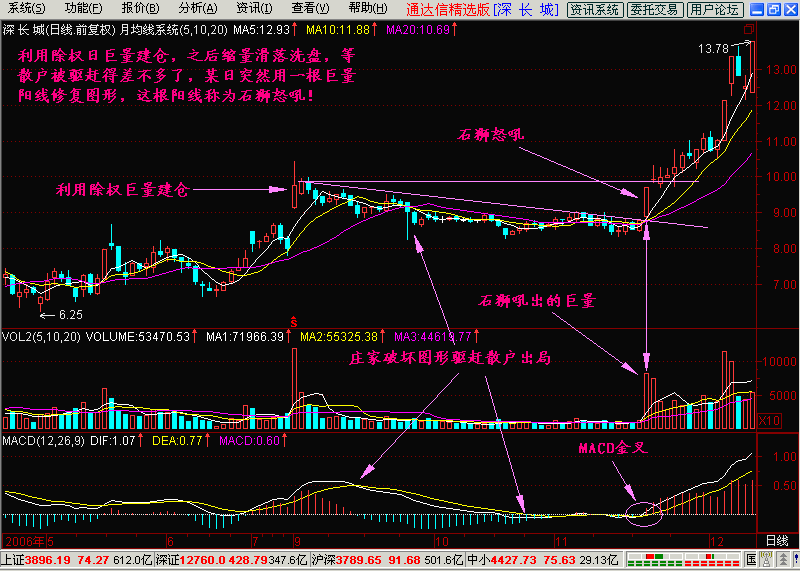 系统(S) 功能(F) 报价(B) 分析(A) 资讯(I) 查看(V) 帮助(H) 通达信精选版[深 长 城] 资讯系统 委托交易 用户论坛
深 长 城(日线.前复权) 月均线系统(5,10,20) MA5:12.93 MA10:11.88 MA20:10.69
利用除权日巨量建仓，之后缩量滑落洗盘，等
散户被驱赶得差不多了，某日突然用一根巨量
阳线修复图形，这根阳线称为石狮怒吼！
13.78
13.00
12.00
石狮怒吼
11.00
10.00
利用除权巨量建仓
9.00
8.00
7.00
石狮吼出的巨量
6.25
VOL2(5,10,20) VOLUME:53470.53 MA1:71966.39 MA2:55325.38 MA3:44619.77
庄家破坏图形驱赶散户出局
10000
5000
X10
MACD(12,26,9) DIF:1.07 DEA:0.77 MACD:0.60
MACD金叉
1.00
0.50
2006年 5 6 7 9 10 11 12 日线
上证3896.19 74.27 612.0亿 深证12760.0 428.79 347.6亿 沪深3789.65 91.68 501.6亿 中小4427.73 75.63 29.13亿 国